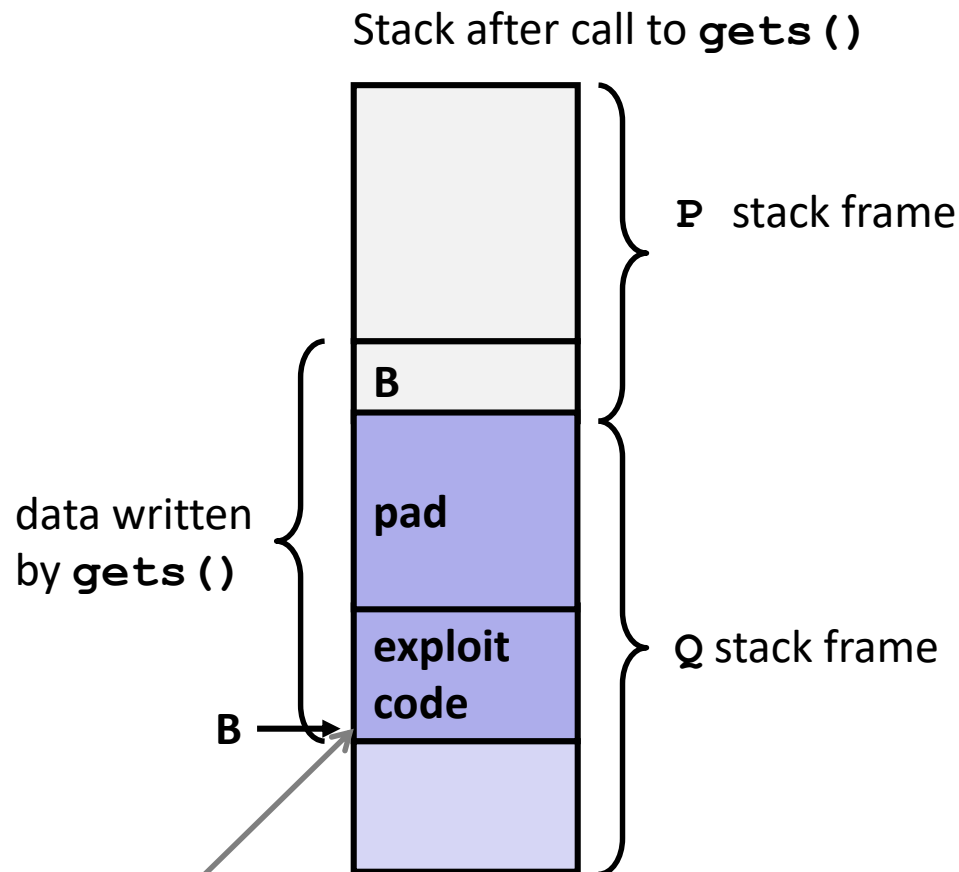 Stack after call to gets()
P stack frame
B
data written
by gets()
pad
exploit
code
Q stack frame
B